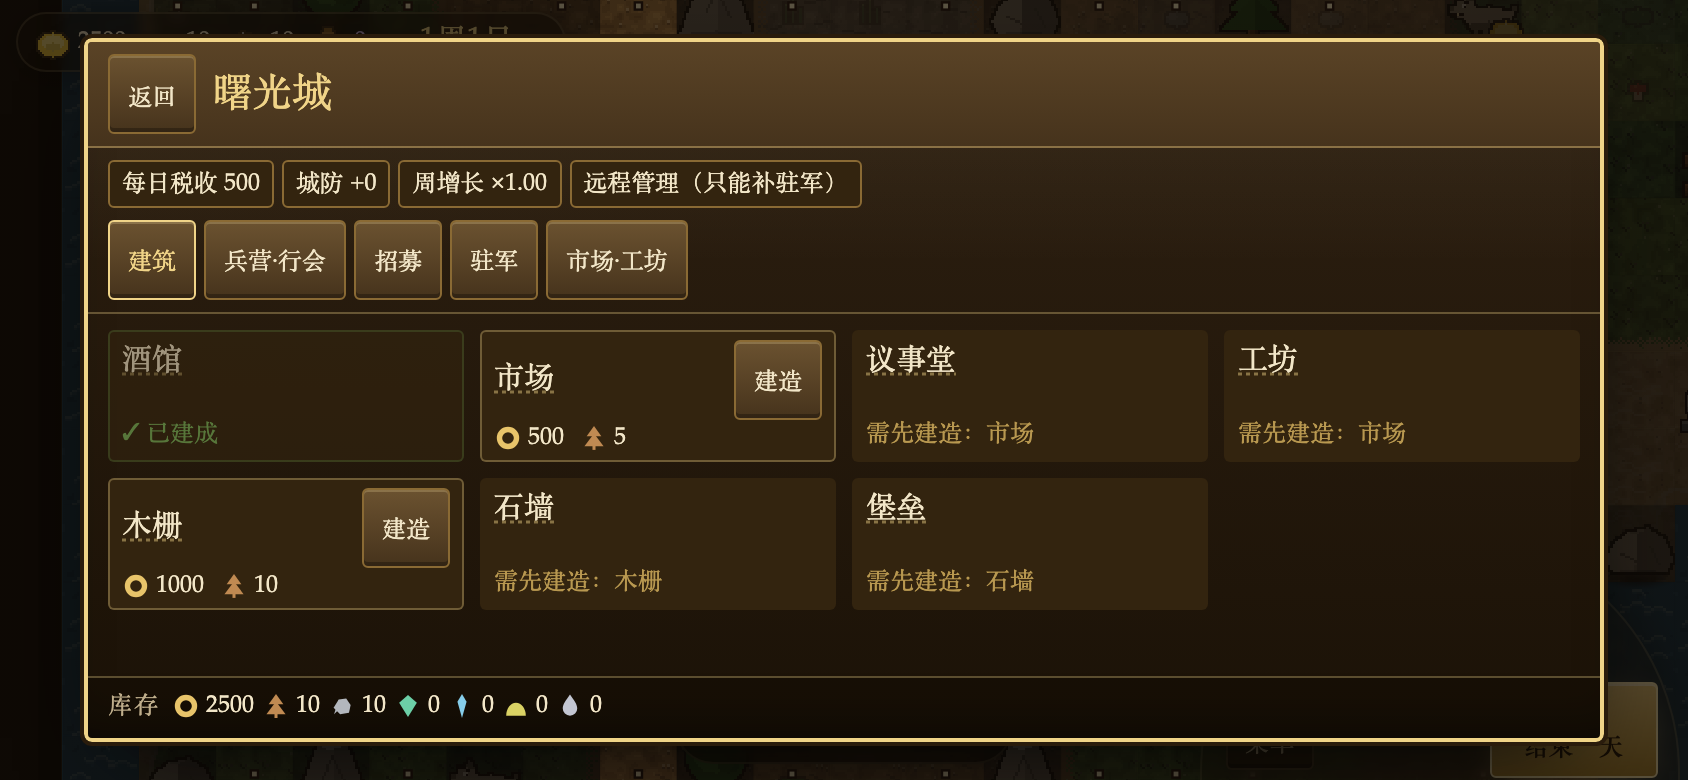 返回
曙光城
每日税收 500
城防 +0
周增长 ×1.00
远程管理（只能补驻军）
建筑
兵营·行会
招募
驻军
市场·工坊
酒馆
✓ 已建成
市场
建造
500 5
议事堂
需先建造：市场
工坊
需先建造：市场
木栅
建造
1000 10
石墙
需先建造：木栅
堡垒
需先建造：石墙
库存 2500 10 10 0 0 0 0